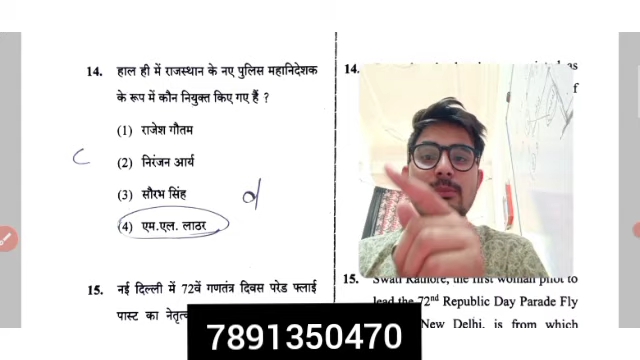 14. हाल ही में राजस्थान के नए पुलिस महानिदेशक
के रूप में कौन नियुक्त किए गए हैं ?
(1) राजेश गौतम
(2) निरंजन आर्य
(3) सौरभ सिंह
(4) एम.एल. लाठर
15. नई दिल्ली में 72वें गणतंत्र दिवस परेड फ्लाई
पास्ट का नेतृत्व
14.
as
15. Swati Rathore, the first woman pilot to
lead the 72nd Republic Day Parade Fly
New Delhi, is from which
7891350470